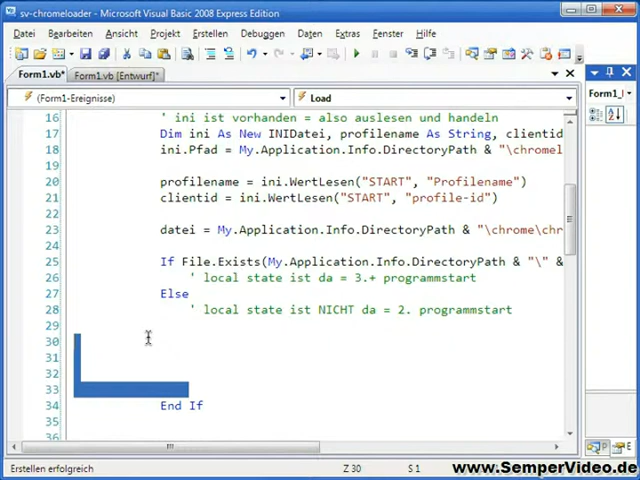 sv-chromeloader - Microsoft Visual Basic 2008 Express Edition
Datei Bearbeiten Ansicht Projekt Erstellen Debuggen Daten Extras Fenster Hilfe
Form1.vb* Form1.vb [Entwurf]*
(Form1-Ereignisse) Load
Form1_l
16 ' ini ist vorhanden = also auslesen und handeln
17 Dim ini As New INIDatei, profilename As String, clientid
18 ini.Pfad = My.Application.Info.DirectoryPath & "\chromel
19
20 profilename = ini.WertLesen("START", "Profilename")
21 clientid = ini.WertLesen("START", "profile-id")
22
23 datei = My.Application.Info.DirectoryPath & "\chrome\chr
24
25 If File.Exists(My.Application.Info.DirectoryPath & "\" &
26 ' local state ist da = 3.+ programmstart
27 Else
28 ' local state ist NICHT da = 2. programmstart
29
30
31
32
33
34 End If
35
36
Erstellen erfolgreich Z 30 S 1
www.SemperVideo.de